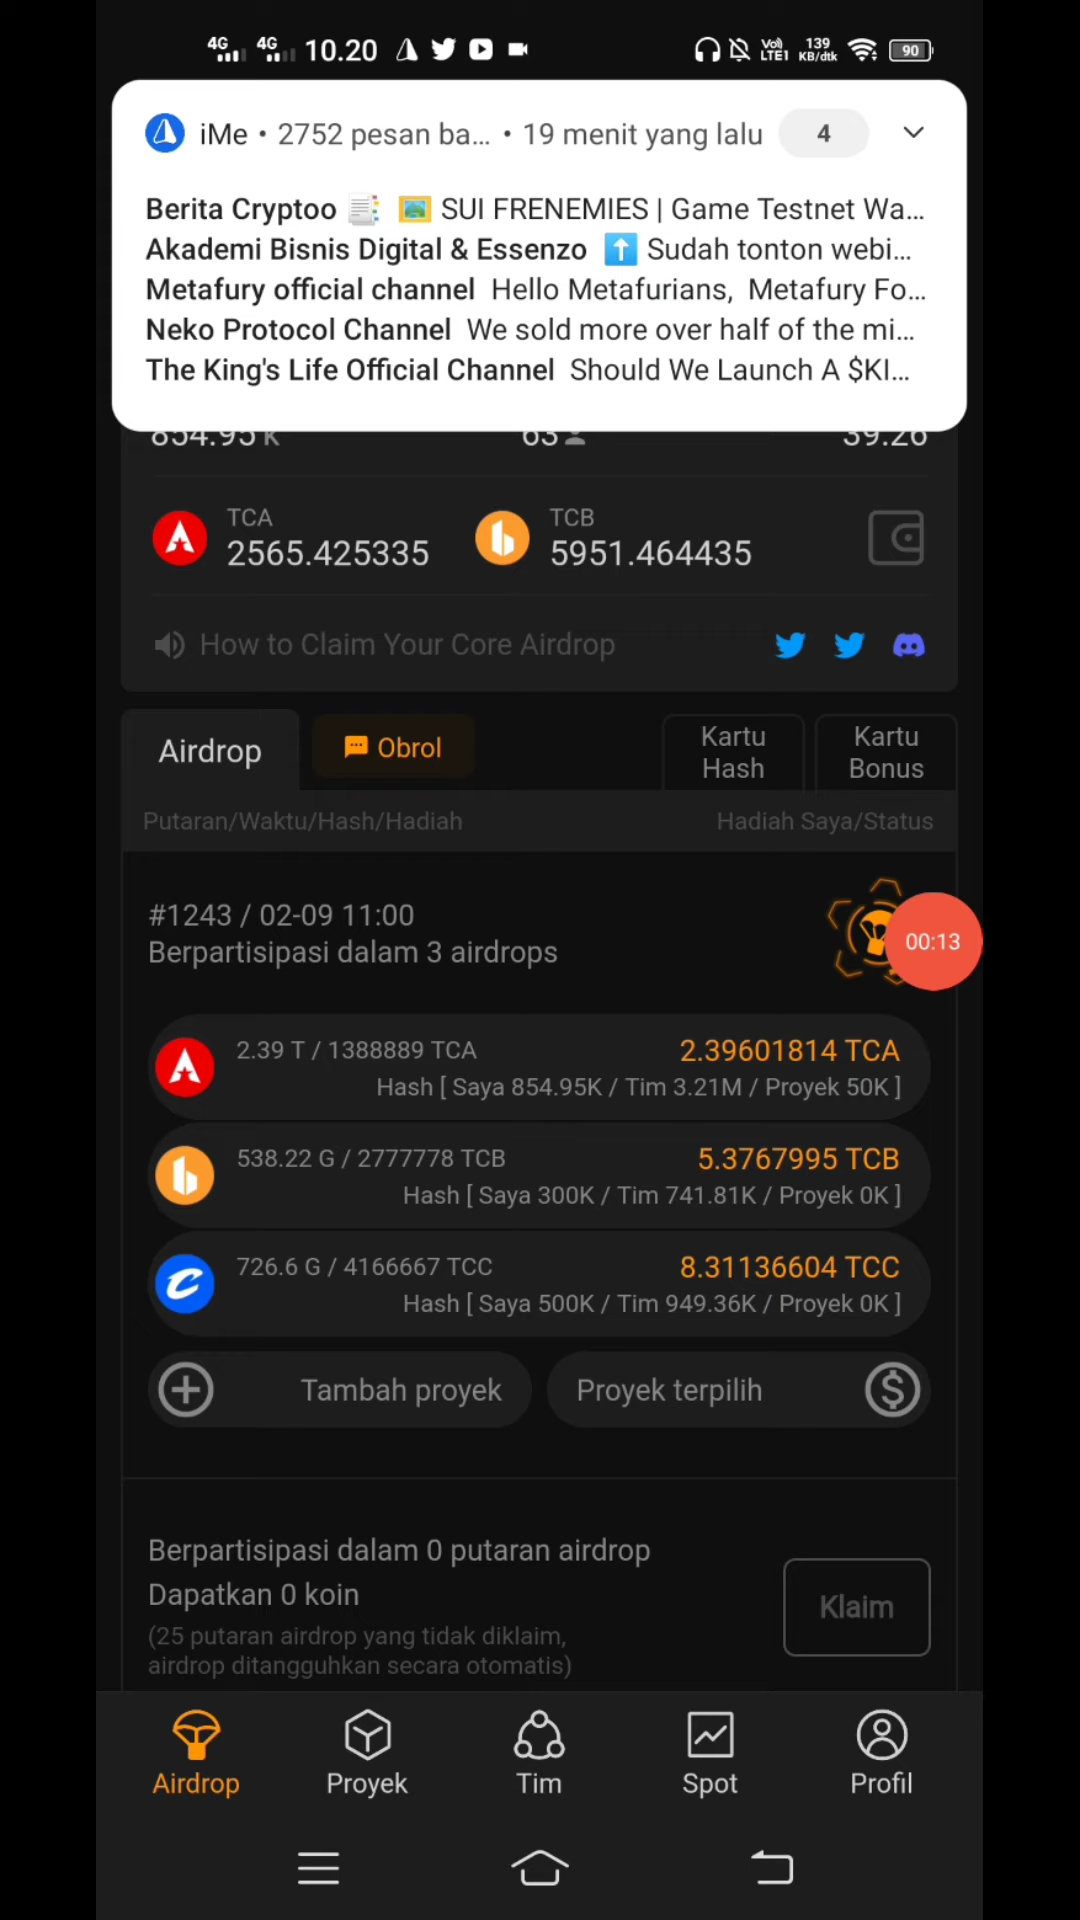 4G 4G 10.20 VoI) LTE1 139 KB/dtk 90
iMe • 2752 pesan ba... • 19 menit yang lalu 4
Berita Cryptoo SUI FRENEMIES | Game Testnet Wa...
Akademi Bisnis Digital & Essenzo Sudah tonton webi...
Metafury official channel Hello Metafurians, Metafury Fo...
Neko Protocol Channel We sold more over half of the mi...
The King's Life Official Channel Should We Launch A $KI...
854.95 K 63 39.26
TCA TCB
2565.425335 5951.464435
How to Claim Your Core Airdrop
Airdrop Obrol Kartu Hash Kartu Bonus
Putaran/Waktu/Hash/Hadiah Hadiah Saya/Status
#1243 / 02-09 11:00
Berpartisipasi dalam 3 airdrops
00:13
2.39 T / 1388889 TCA 2.39601814 TCA
Hash [ Saya 854.95K / Tim 3.21M / Proyek 50K ]
538.22 G / 2777778 TCB 5.3767995 TCB
Hash [ Saya 300K / Tim 741.81K / Proyek 0K ]
726.6 G / 4166667 TCC 8.31136604 TCC
Hash [ Saya 500K / Tim 949.36K / Proyek 0K ]
Tambah proyek Proyek terpilih
Berpartisipasi dalam 0 putaran airdrop
Dapatkan 0 koin
Klaim
(25 putaran airdrop yang tidak diklaim,
airdrop ditangguhkan secara otomatis)
Airdrop Proyek Tim Spot Profil